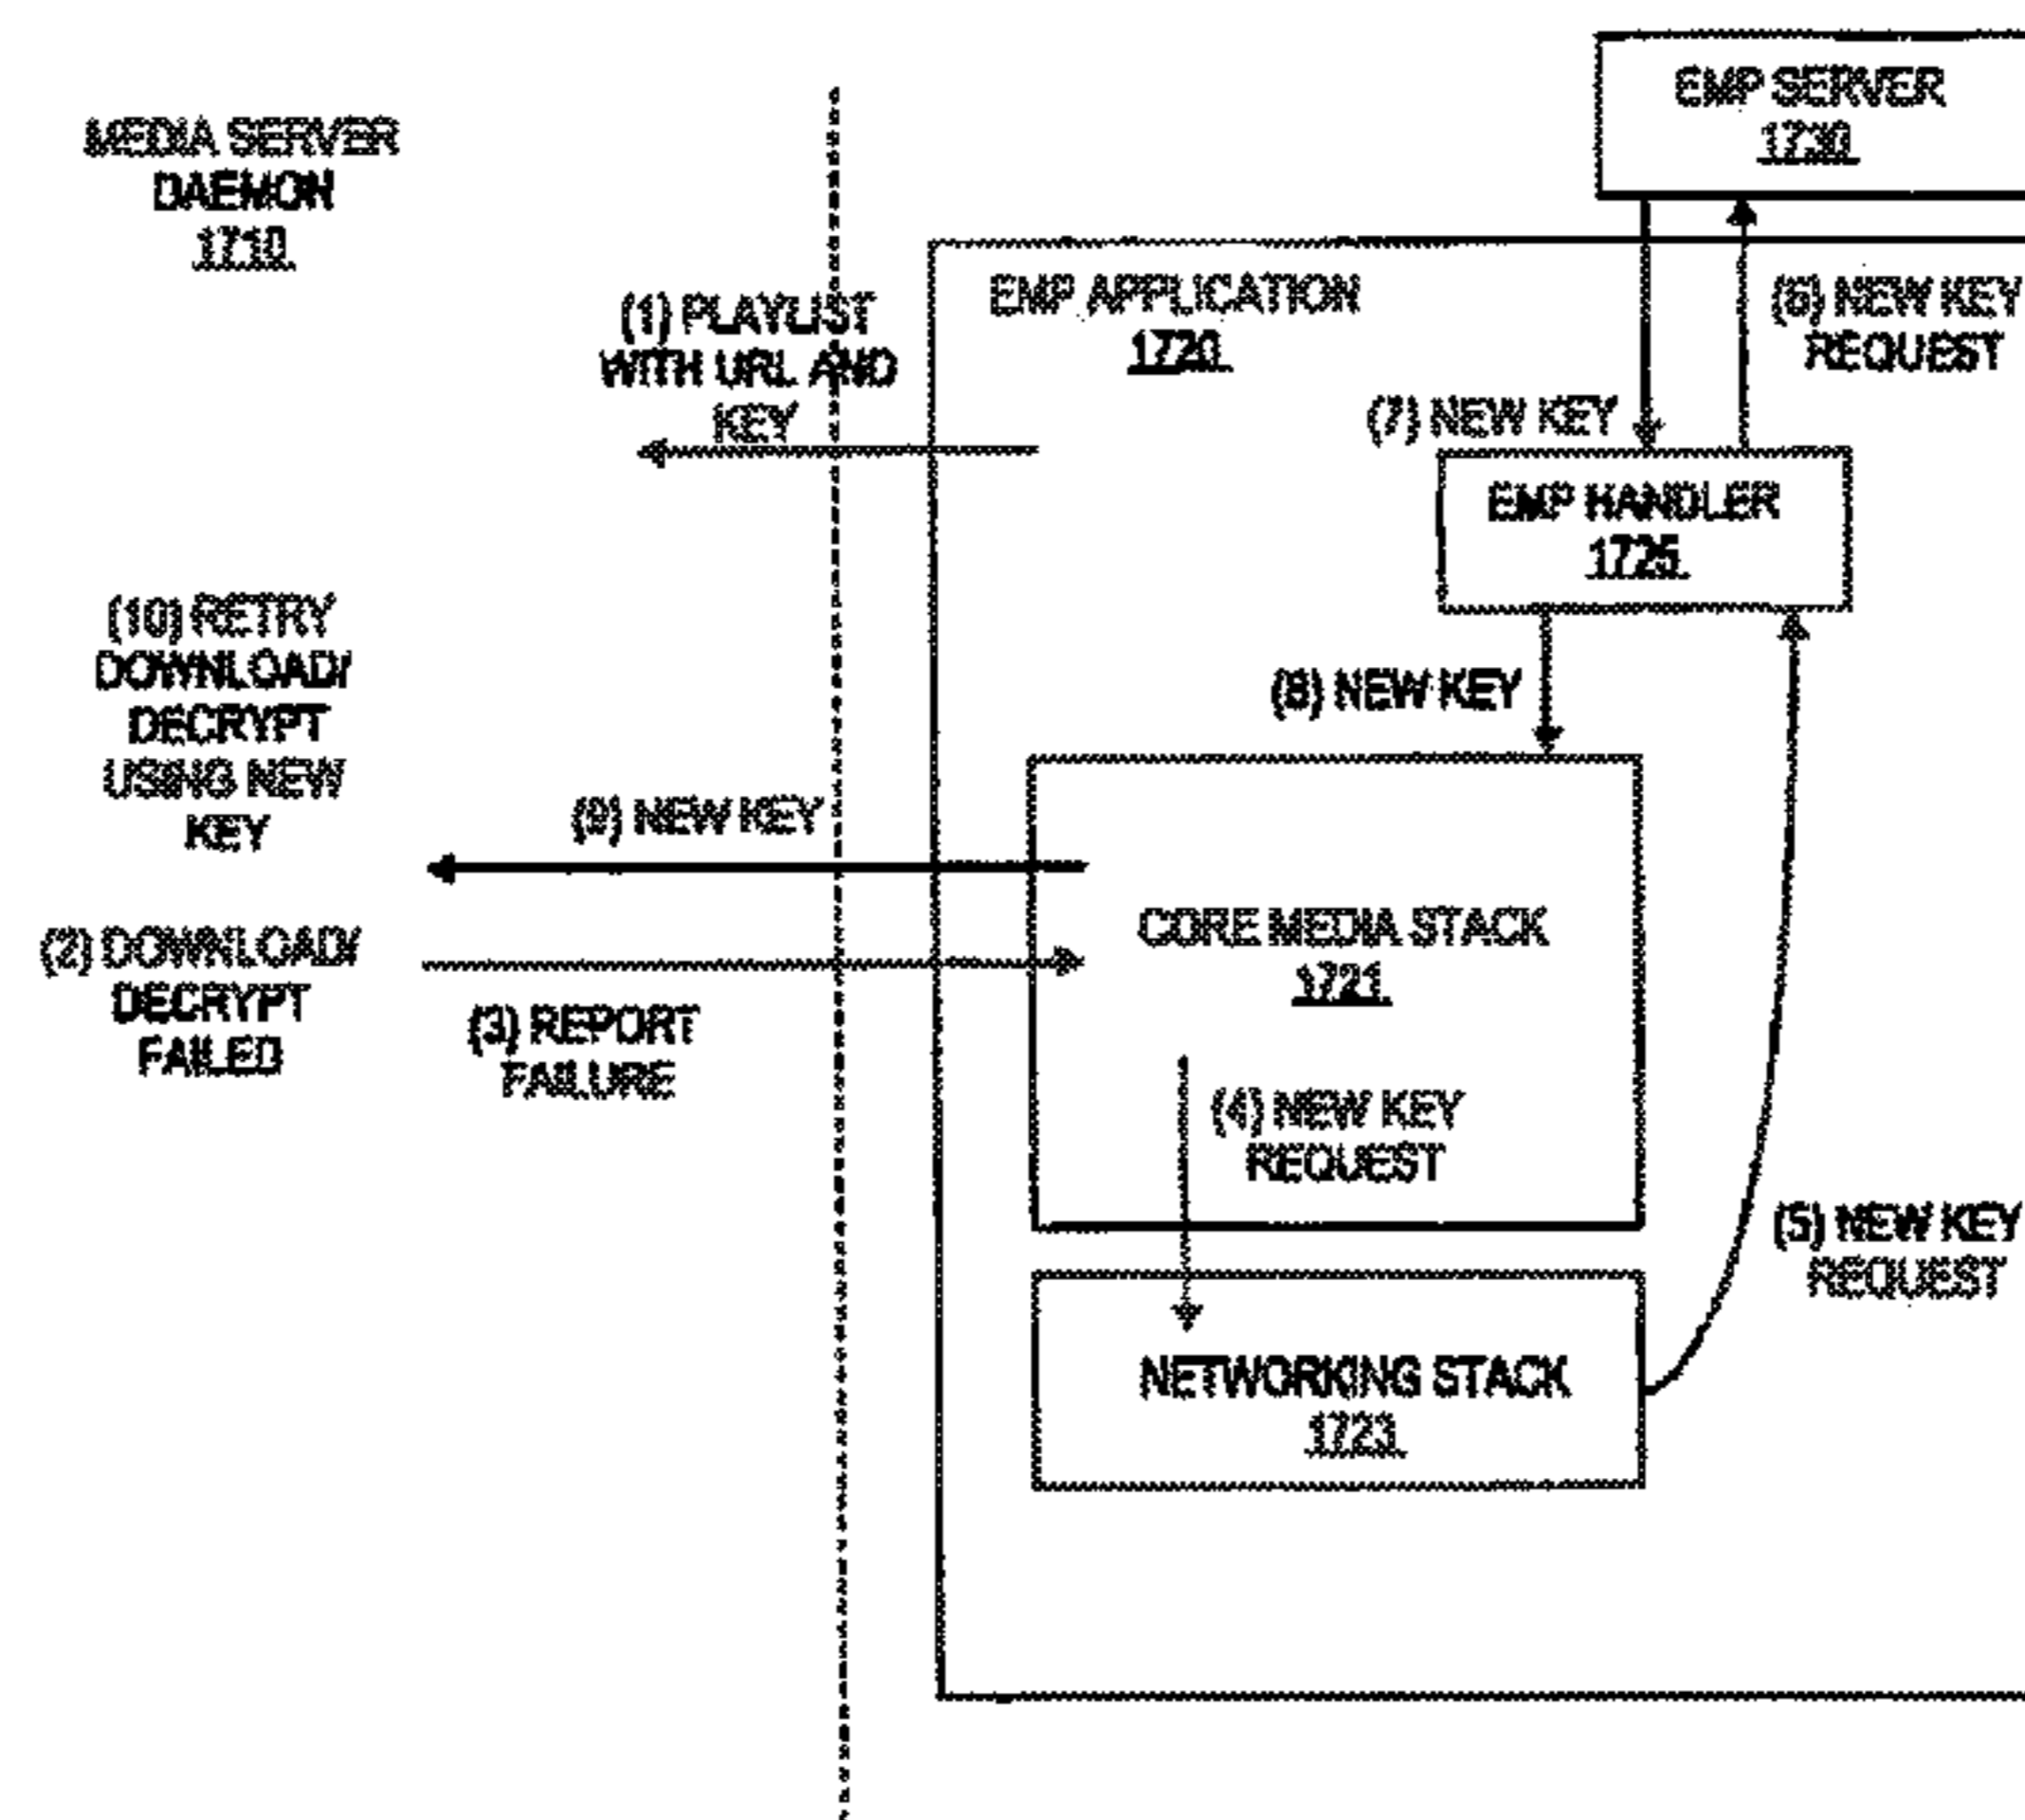 EMP SERVER
1730
MEDIA SERVER
DAEMON
1710
EMP APPLICATION
1720
(1) PLAYLIST
WITH URL AND
KEY
(6) NEW KEY
REQUEST
(7) NEW KEY
EMP HANDLER
1725
(10) RETRY
DOWNLOAD/
DECRYPT
USING NEW
KEY
(8) NEW KEY
(9) NEW KEY
CORE MEDIA STACK
1721
(2) DOWNLOAD/
DECRYPT
FAILED
(3) REPORT
FAILURE
(4) NEW KEY
REQUEST
(5) NEW KEY
REQUEST
NETWORKING STACK
1723